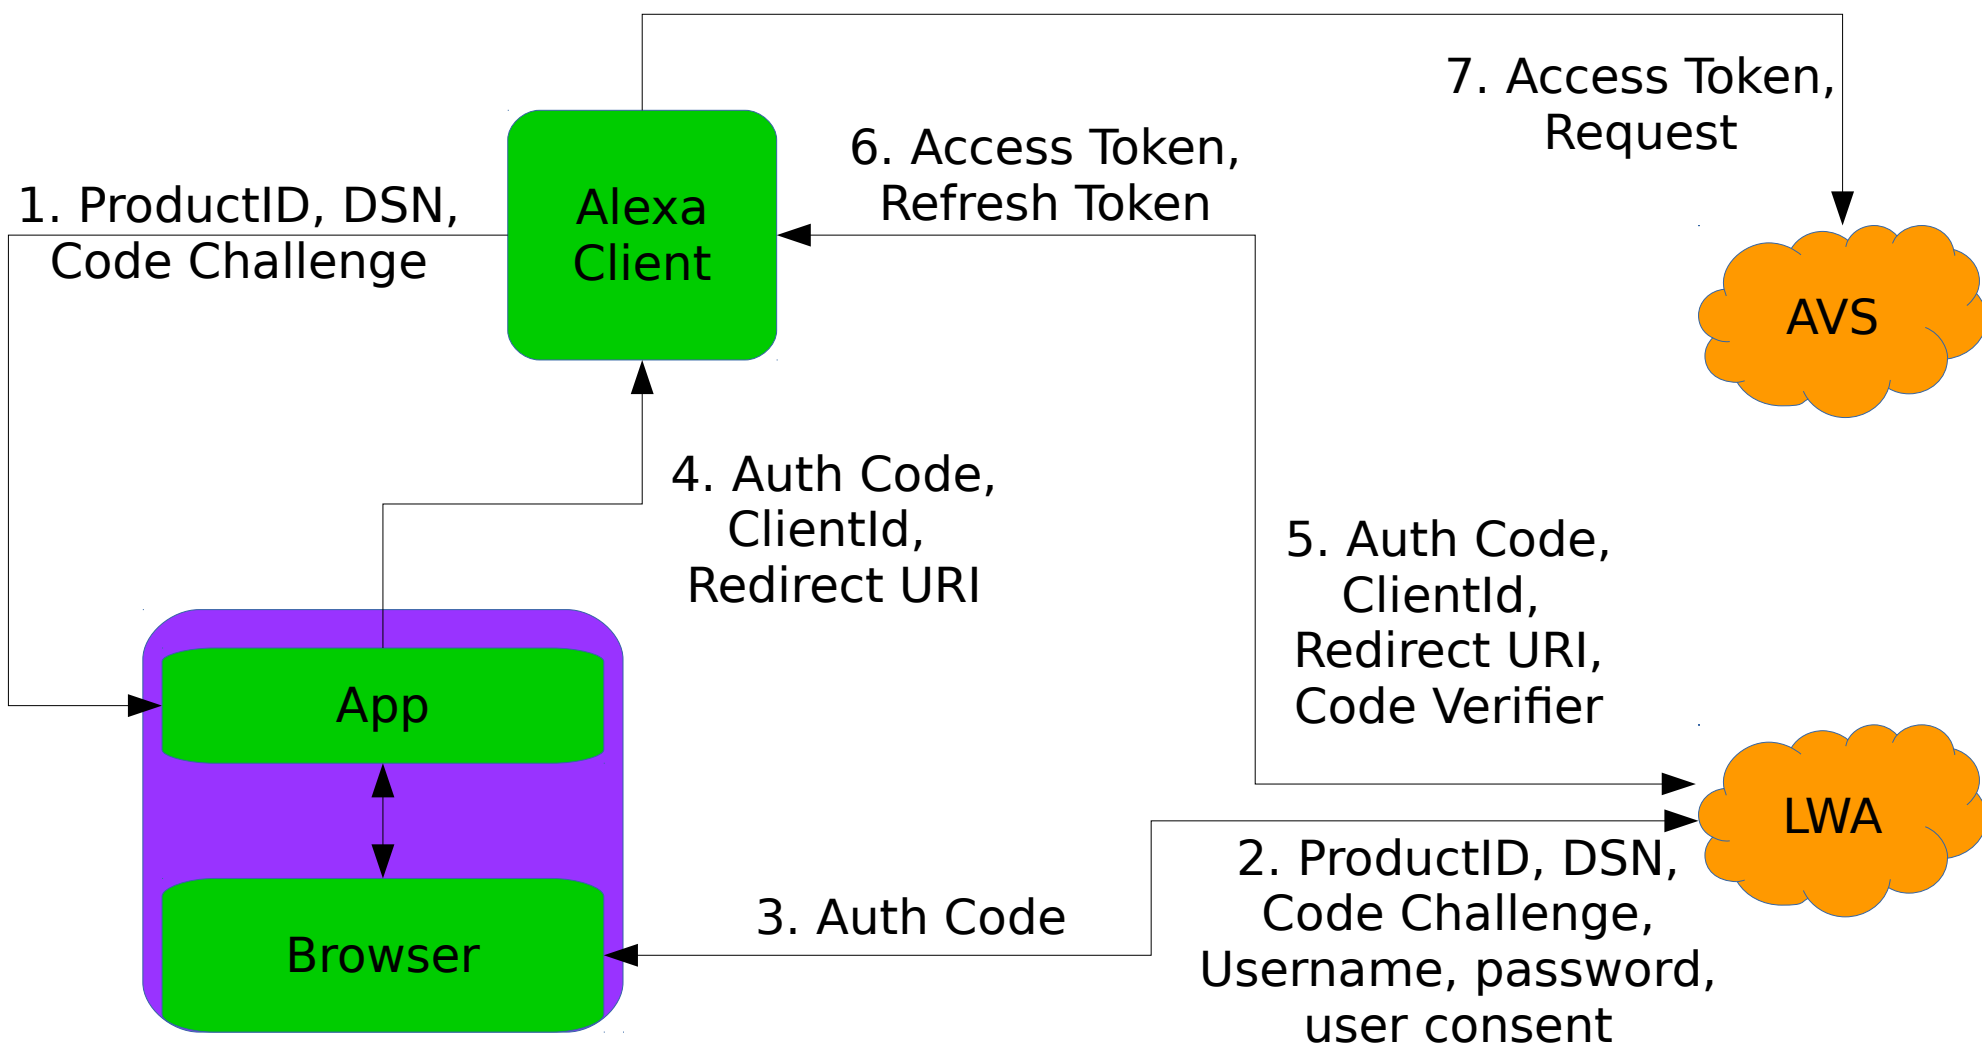 7. Access Token,
Request
6. Access Token,
Refresh Token
1. ProductID, DSN,
Code Challenge
Alexa
Client
AVS
4. Auth Code,
ClientId,
Redirect URI
5. Auth Code,
ClientId,
Redirect URI,
Code Verifier
App
LWA
2. ProductID, DSN,
Code Challenge,
Username, password,
user consent
3. Auth Code
Browser